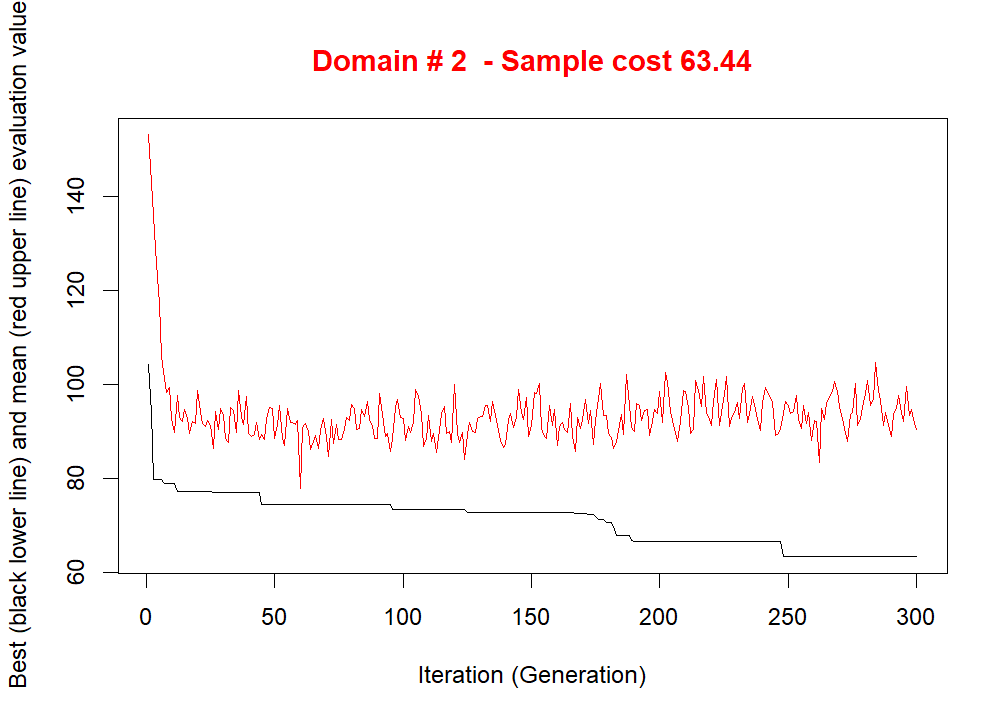 Domain # 2  - Sample cost 63.44
Best (black lower line) and mean (red upper line) evaluation value
140
120
100
80
60
0 50 100 150 200 250 300
Iteration (Generation)